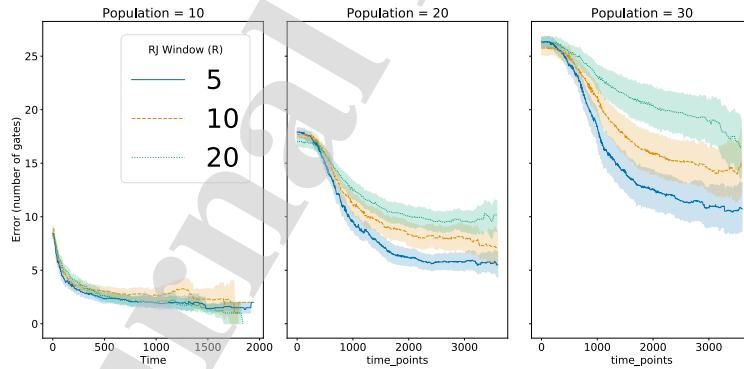 Population = 10
Population = 20
Population = 30
RJ Window (R)
5
10
20
Error (number of gates)
25
20
15
10
5
0
0 500 1000 1500 2000
Time
0 1000 2000 3000
time_points
0 1000 2000 3000
time_points